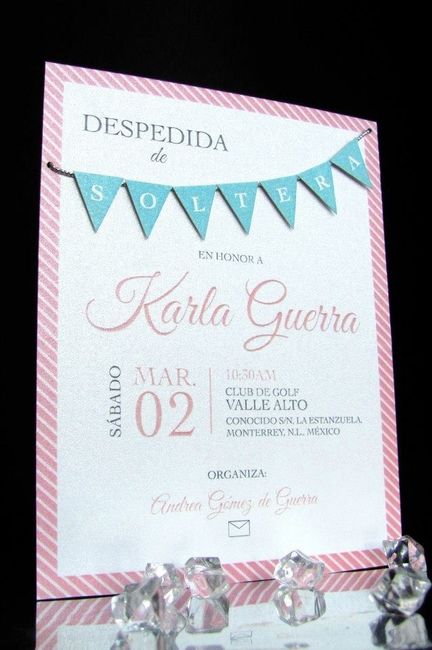 DESPEDIDA
de
SOLTERA
EN HONOR A
Karla Guerra
SÁBADO
MAR.
02
10:30AM
CLUB DE GOLF
VALLE ALTO
CONOCIDO S/N. LA ESTANZUELA.
MONTERREY, N.L., MÉXICO
ORGANIZA:
Andrea Gómez de Guerra